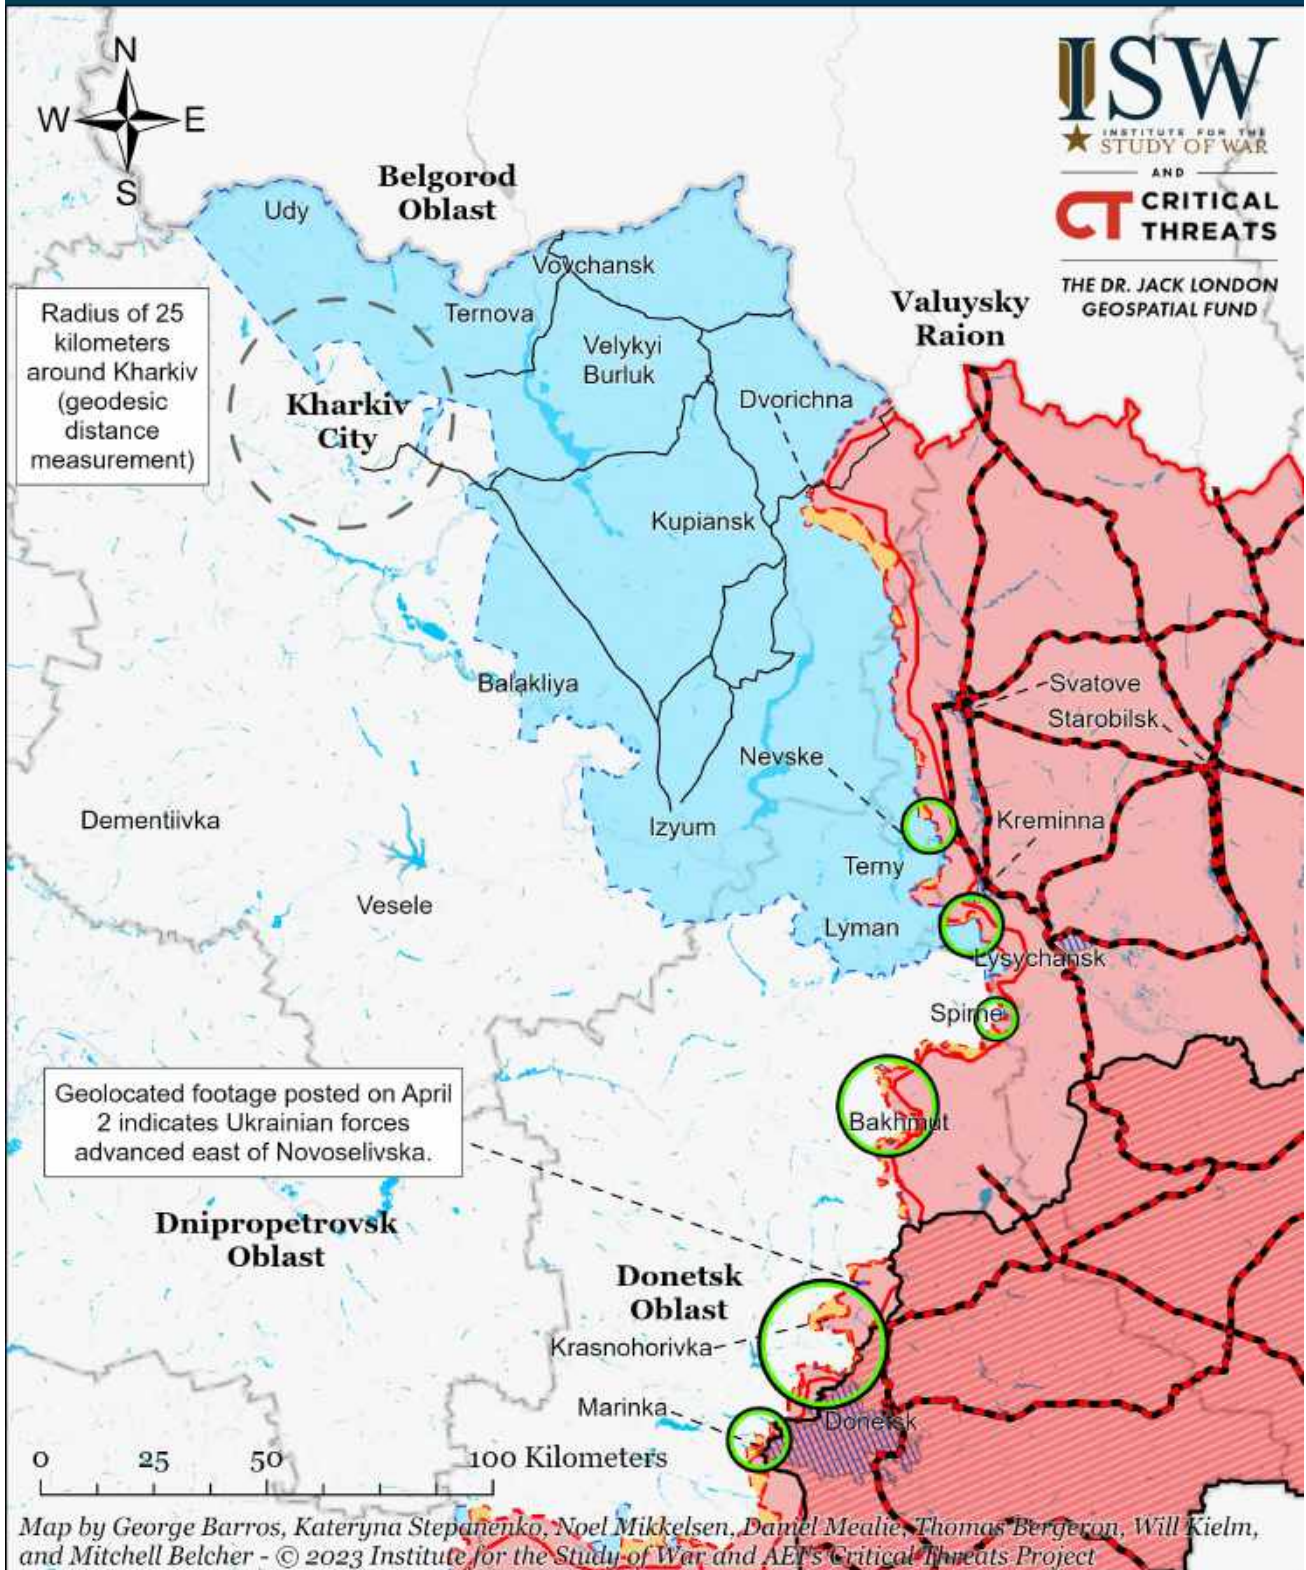 N
W E
S
ISW
INSTITUTE FOR THE
STUDY OF WAR
AND
CT CRITICAL
THREATS
THE DR. JACK LONDON
GEOSPATIAL FUND
Belgorod
Oblast
Udy
Vovchansk
Ternova
Valuysky
Raion
Radius of 25
kilometers
around Kharkiv
(geodesic
distance
measurement)
Velykyi
Burluk
Kharkiv
City
Dvorichna
Kupiansk
Balakliya
Svatove
Starobilsk
Nevske
Dementiivka
Izyum
Kreminna
Terny
Vesele
Lyman
Lysychansk
Spirne
Geolocated footage posted on April
2 indicates Ukrainian forces
advanced east of Novoselivska.
Bakhmut
Dnipropetrovsk
Oblast
Donetsk
Oblast
Krasnohorivka
Marinka
Donetsk
0 25 50 100 Kilometers
Map by George Barros, Kateryna Stepanenko, Noel Mikkelsen, Daniel Mealie, Thomas Bergeron, Will Kielm,
and Mitchell Belcher - © 2023 Institute for the Study of War and AEI's Critical Threats Project